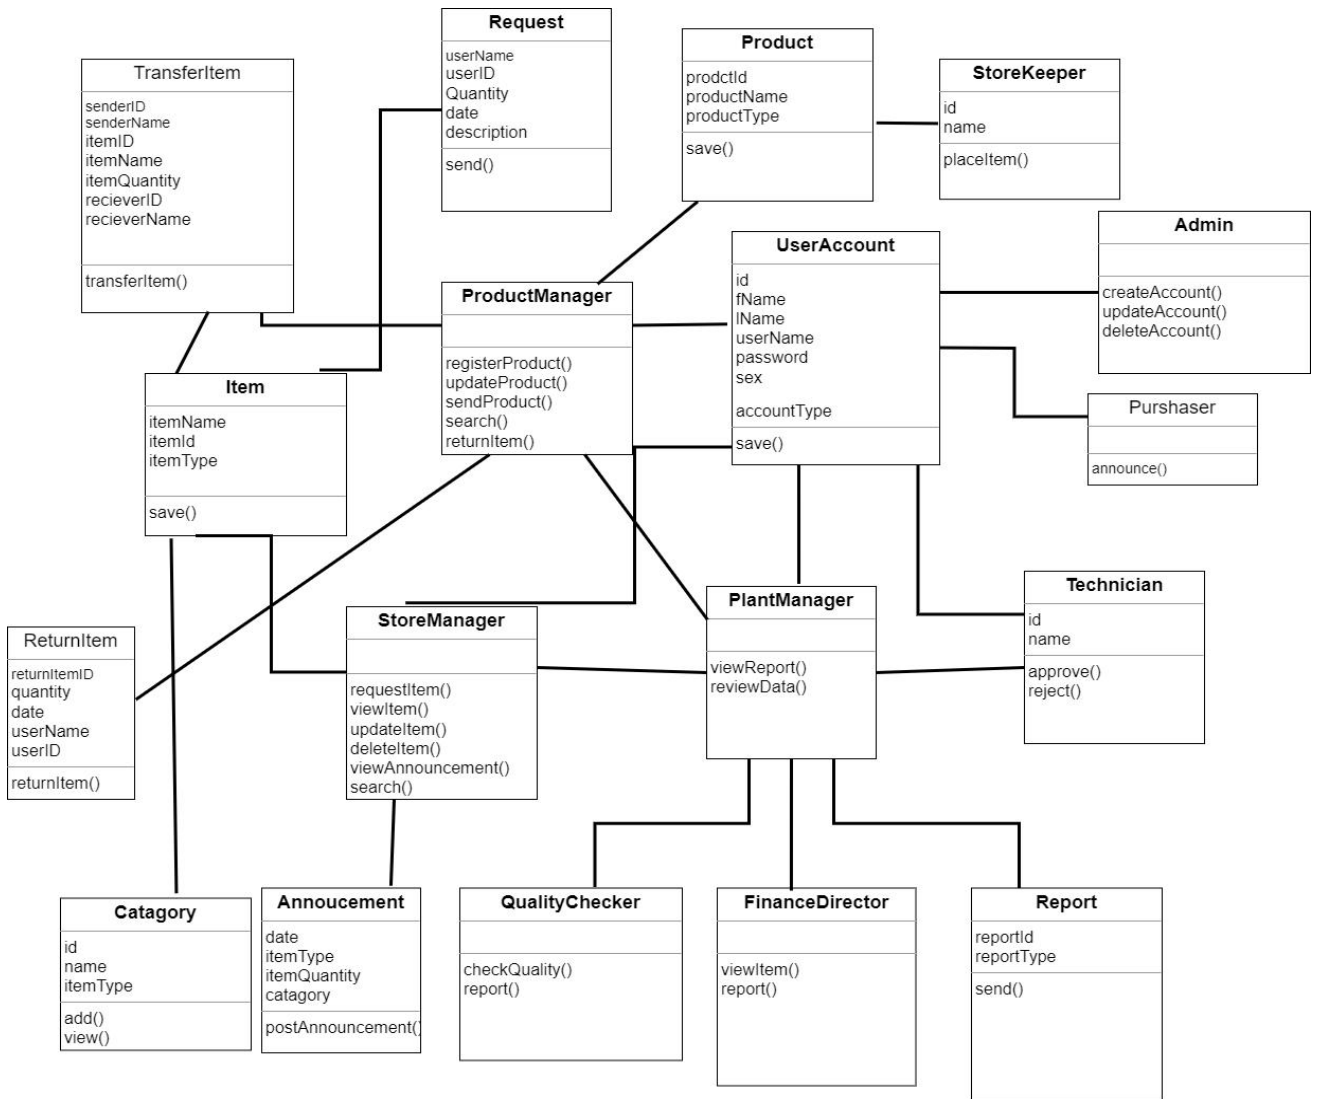 Request
userName
userID
Quantity
date
description
send()
Product
prodctId
productName
productType
save()
StoreKeeper
id
name
placeItem()
TransferItem
senderID
senderName
itemID
itemName
itemQuantity
recieverID
recieverName
transferItem()
Admin
createAccount()
updateAccount()
deleteAccount()
UserAccount
id
fName
lName
userName
password
sex
accountType
save()
ProductManager
registerProduct()
updateProduct()
sendProduct()
search()
returnItem()
Item
itemName
itemId
itemType
save()
Purshaser
announce()
Technician
id
name
approve()
reject()
PlantManager
viewReport()
reviewData()
StoreManager
requestItem()
viewItem()
updateItem()
deleteItem()
viewAnnouncement()
search()
ReturnItem
returnItemID
quantity
date
userName
userID
returnItem()
Catagory
id
name
itemType
add()
view()
Annoucement
date
itemType
itemQuantity
catagory
postAnnouncement()
QualityChecker
checkQuality()
report()
FinanceDirector
viewItem()
report()
Report
reportId
reportType
send()